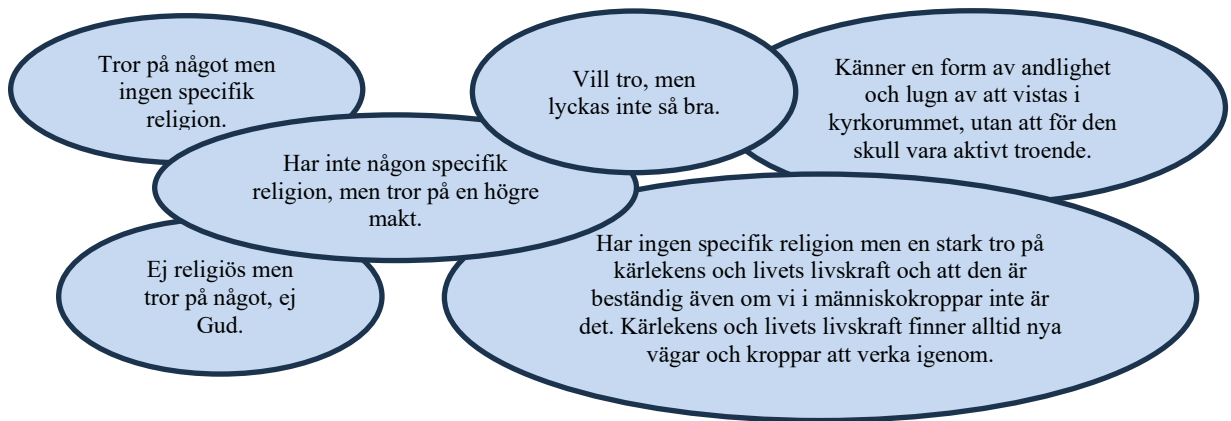 Tror på något men
ingen specifik
religion.
Vill tro, men
lyckas inte så bra.
Känner en form av andlighet
och lugn av att vistas i
kyrkorummet, utan att för den
skull vara aktivt troende.
Har inte någon specifik
religion, men tror på en högre
makt.
Ej religiös men
tror på något, ej
Gud.
Har ingen specifik religion men en stark tro på
kärlekens och livets livskraft och att den är
beständig även om vi i människokroppar inte är
det. Kärlekens och livets livskraft finner alltid nya
vägar och kroppar att verka igenom.